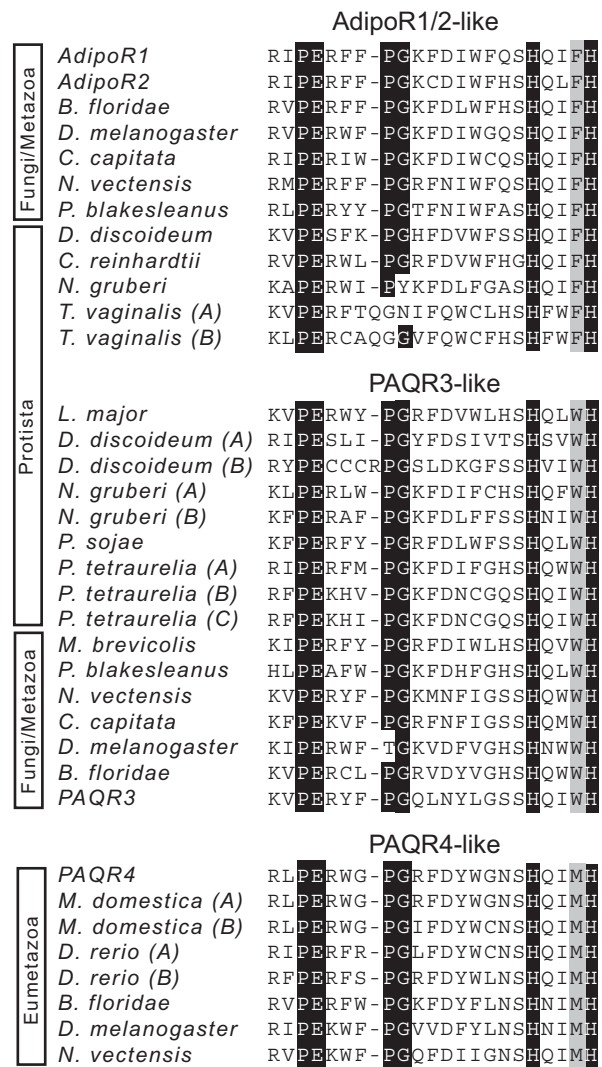 AdipoR1/2-like
Fungi/Metazoa
AdipoR1 RIPERFF-PGKFDIWFQSHQIFH
AdipoR2 RIPERFF-PGKCDIWFHSHQLFH
B. floridae RVPERFF-PGKFDLWFHSHQIFH
D. melanogaster RVPERWF-PGKFDIWGQSHQIFH
C. capitata RIPERIW-PGKFDIWCQSHQIFH
N. vectensis RMPERFF-PGRFNIWFQSHQIFH
P. blakesleanus RLPERYY-PGTFNIWFASHQIFH
Protista
D. discoideum KVPESFK-PGHFDVWFSSHQIFH
C. reinhardtii RVPERWL-PGRFDVWFHGHQIFH
N. gruberi KAPERWI-PYKFDLFGASHQIFH
T. vaginalis (A) KVPERFTQGNIFQWCLHSHFWFH
T. vaginalis (B) KLPERCAQGGVFQWCFHSHFWFH
PAQR3-like
L. major KVPERWY-PGRFDVWLHSHQLWH
D. discoideum (A) RIPESLI-PGYFDSIVTSHSVWH
D. discoideum (B) RYPECCCRPGSLDKGFSSHVIWH
N. gruberi (A) KLPERLW-PGKFDIFCHSHQFWH
N. gruberi (B) KFPERAF-PGKFDLFFSSHNIWH
P. sojae KFPERFY-PGRFDLWFSSHQLWH
P. tetraurelia (A) RIPERFM-PGKFDIFGHSHQWWH
P. tetraurelia (B) RFPEKHV-PGKFDNCGQSHQIWH
P. tetraurelia (C) RFPEKHI-PGKFDNCGQSHQIWH
Fungi/Metazoa
M. brevicolis KIPERFY-PGRFDIWLHSHQVWH
P. blakesleanus HLPEAFW-PGKFDHFGHSHQLWH
N. vectensis KVPERYF-PGKMNFIGSSHQWWH
C. capitata KFPEKVF-PGRFNFIGSSHQMWH
D. melanogaster KIPERWF-TGKVDFVGHSHNWWH
B. floridae KVPERCL-PGRVDYVGHSHQWWH
PAQR3 KVPERYF-PGQLNYLGSSHQIWH
PAQR4-like
Eumetazoa
PAQR4 RLPERWG-PGRFDYWGNSHQIMH
M. domestica (A) RLPERWG-PGRFDYWCNSHQIMH
M. domestica (B) RLPERWG-PGIFDYWCNSHQIMH
D. rerio (A) RIPERFR-PGLFDYWCNSHQIMH
D. rerio (B) RFPERFS-PGRFDYWLNSHQIMH
B. floridae RVPERFW-PGKFDYFLNSHNIMH
D. melanogaster RIPEKWF-PGVVDFYLNSHNIMH
N. vectensis RVPEKWF-PGQFDIIGNSHQIMH